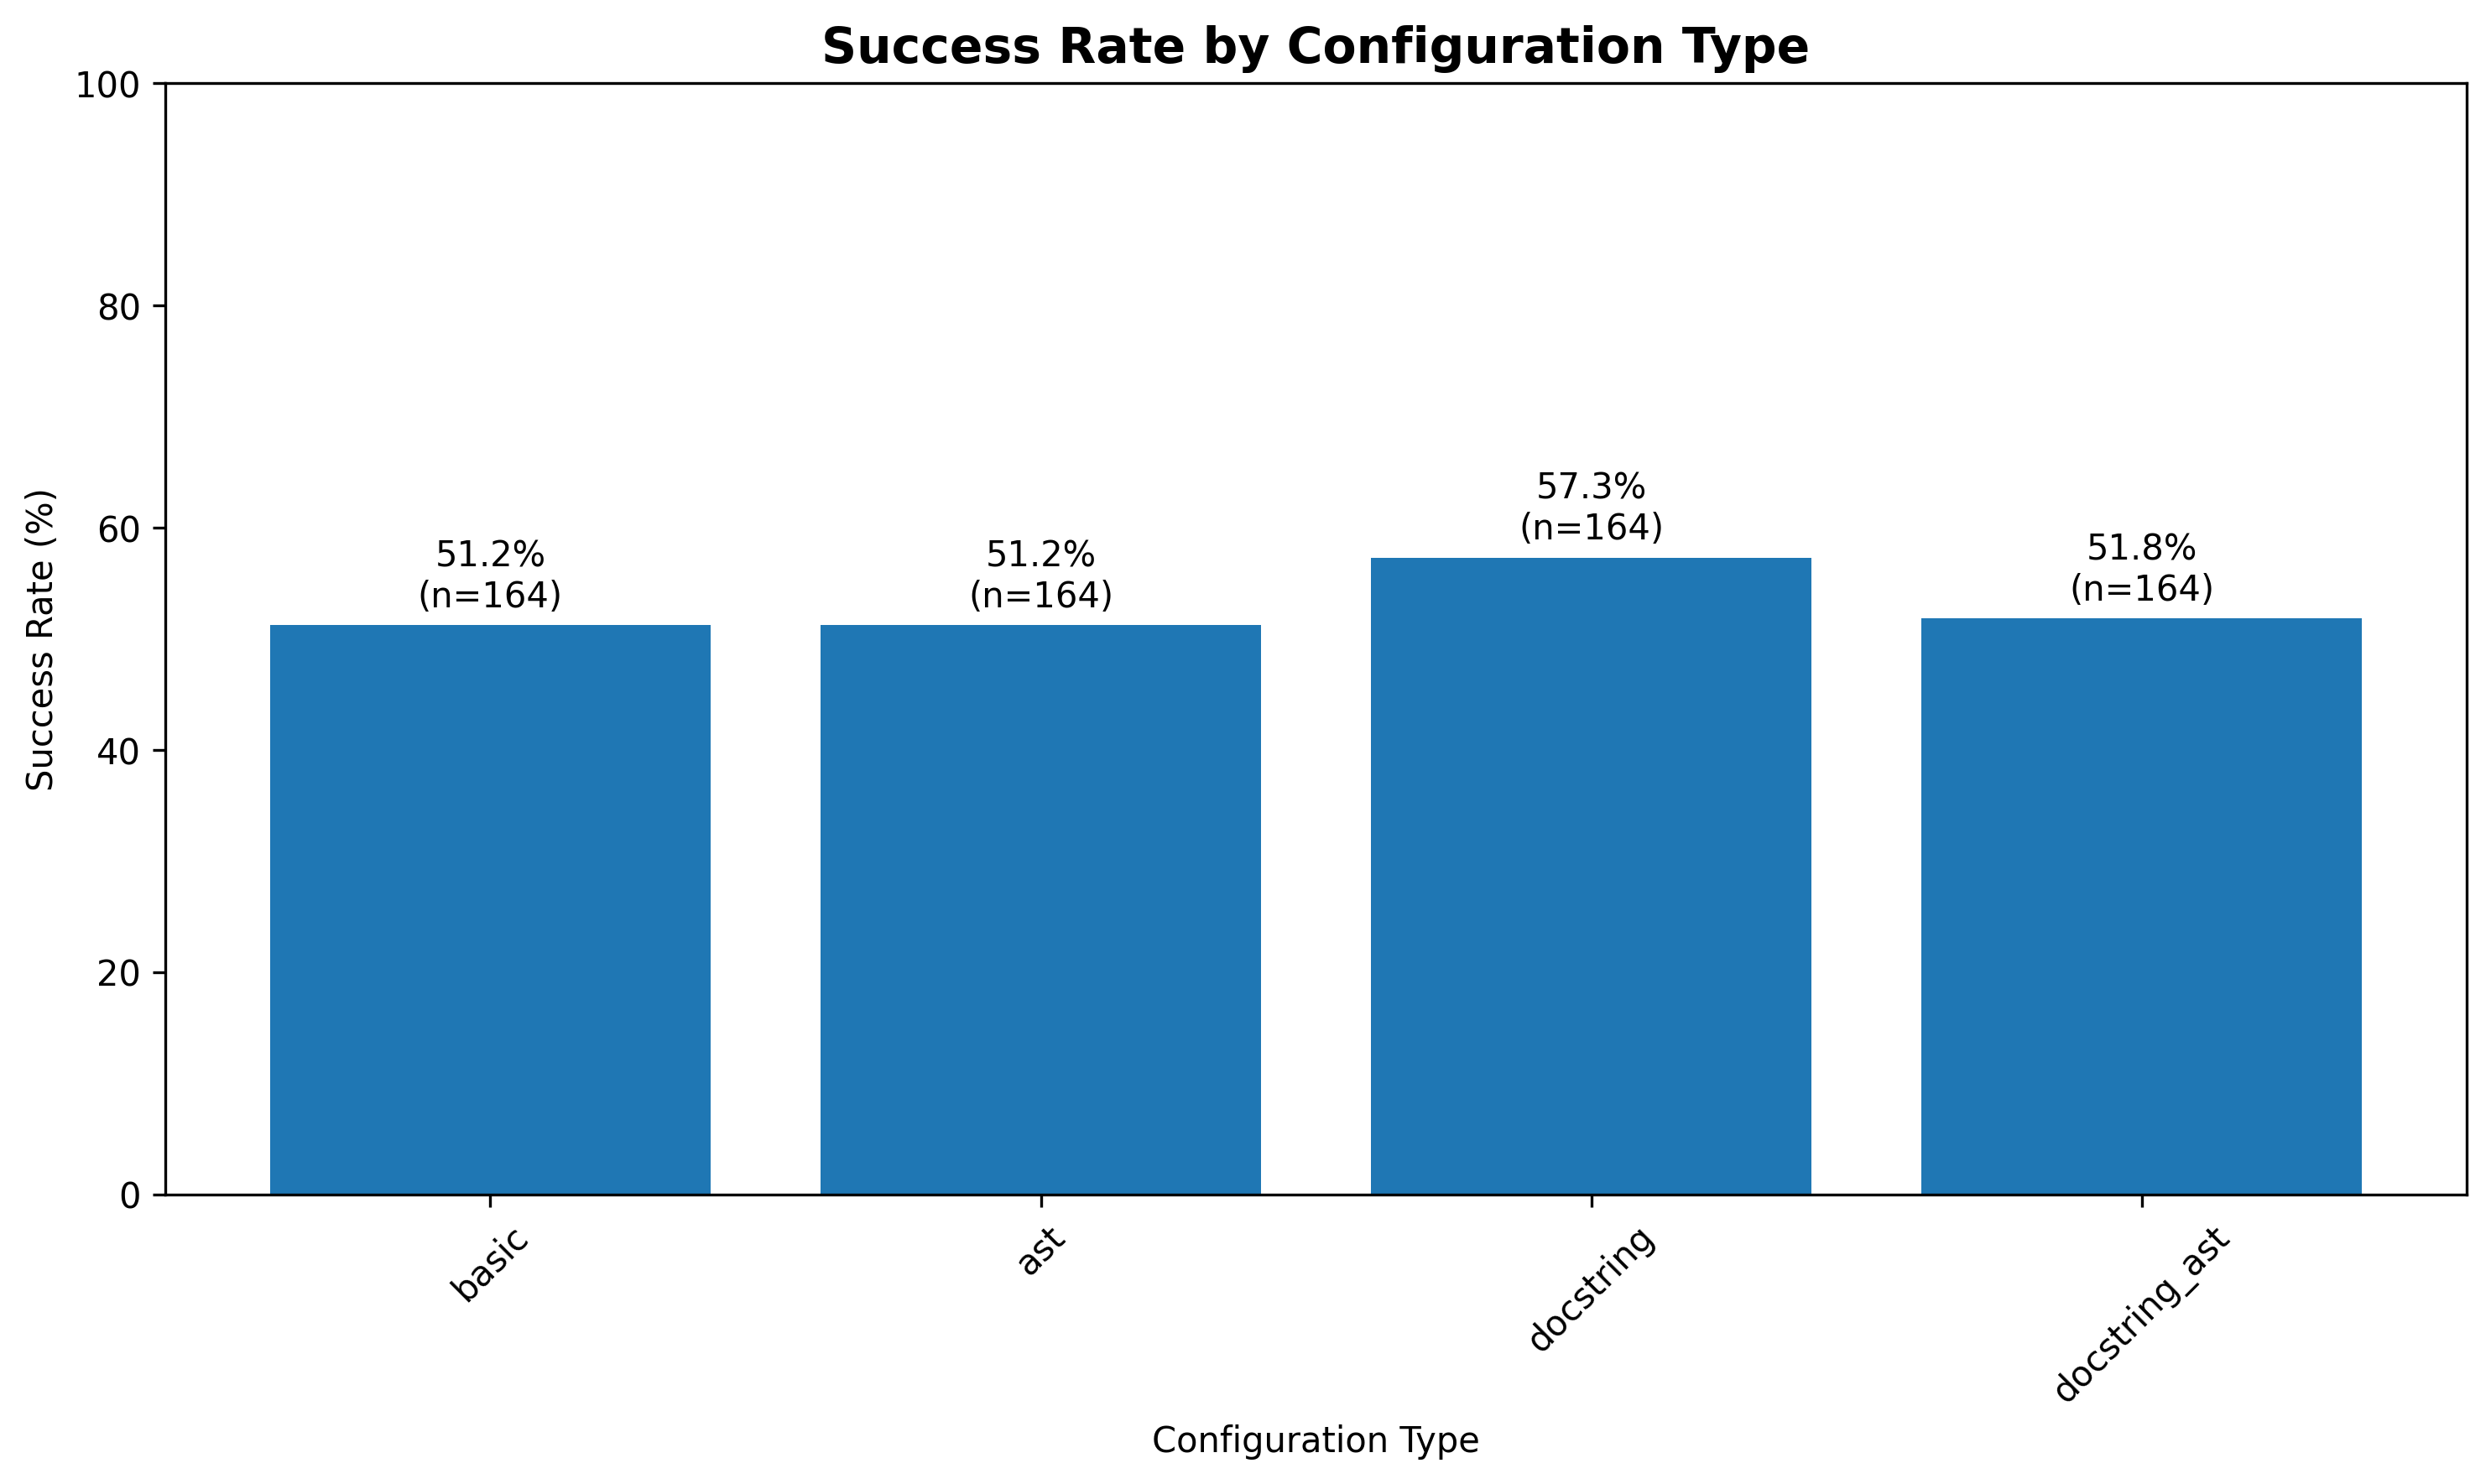 Success Rate by Configuration Type
100
80
60
40
20
0
Success Rate (%)
51.2%
(n=164)
51.2%
(n=164)
57.3%
(n=164)
51.8%
(n=164)
basic
ast
docstring
docstring_ast
Configuration Type